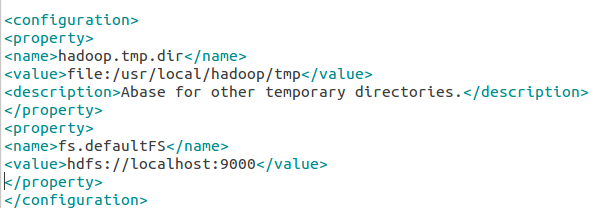 <configuration>
<property>
<name>hadoop.tmp.dir</name>
<value>file:/usr/local/hadoop/tmp</value>
<description>Abase for other temporary directories.</description>
</property>
<property>
<name>fs.defaultFS</name>
<value>hdfs://localhost:9000</value>
</property>
</configuration>